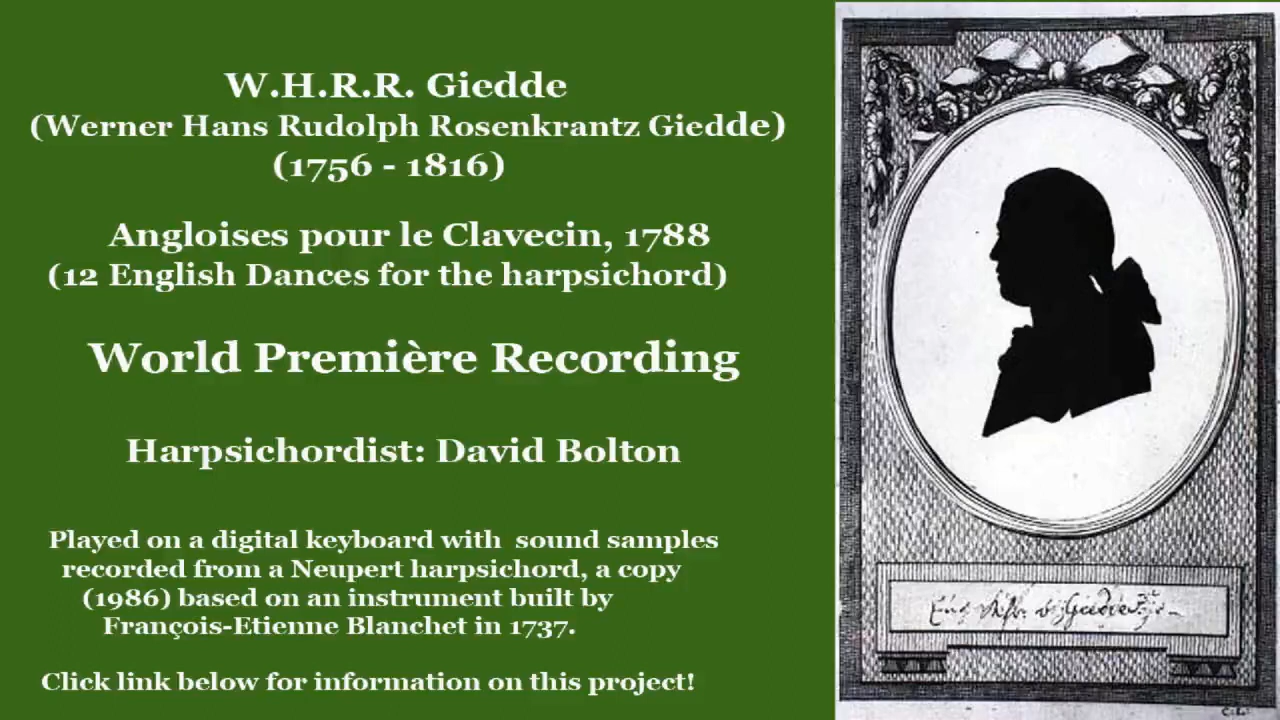 W.H.R.R. Giedde
(Werner Hans Rudolph Rosenkrantz Giedde)
(1756 - 1816)
Angloises pour le Clavecin, 1788
(12 English Dances for the harpsichord)
World Première Recording
Harpsichordist: David Bolton
Played on a digital keyboard with sound samples
recorded from a Neupert harpsichord, a copy
(1986) based on an instrument built by
François-Etienne Blanchet in 1737.
Click link below for information on this project!
Giedde